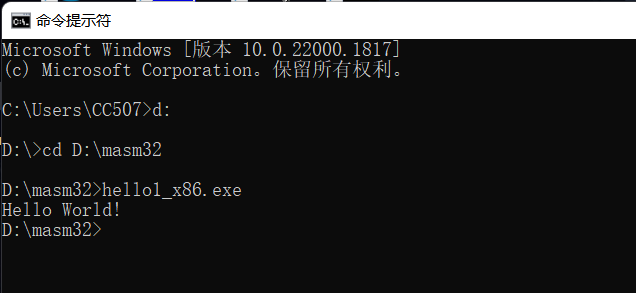 命令提示符
Microsoft Windows [版本 10.0.22000.1817]
(c) Microsoft Corporation。保留所有权利。
C:\Users\CC507>d:
D:\>cd D:\masm32
D:\masm32>hello1_x86.exe
Hello World!
D:\masm32>